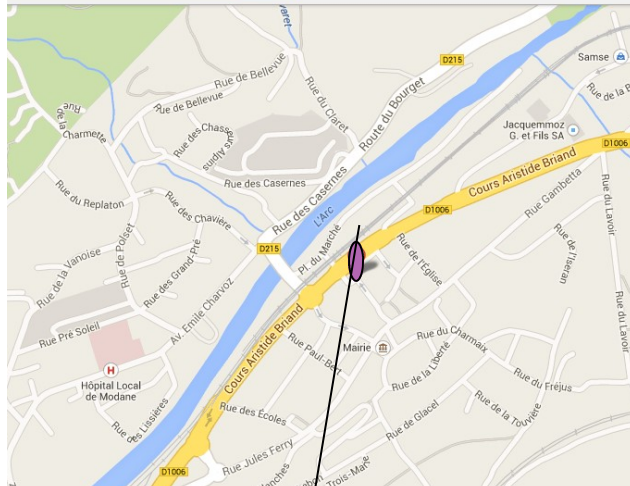 varet
D215
Samse
Rue de Bellevue
Rue de Bellevue
Rue du Claret
Route du Bourget
Rue de la B
Rue de la Charmette
Rue des Chasseurs Alpins
Jacquemmoz
G. et Fils SA
D1006
Cours Aristide Briand
Rue des Casernes
Rue des Casernes
Rue du Replaton
Rue des Chavière
L'Arc
D1006
Rue Gambetta
Rue du Lavoir
D215
Pl. du Marché
Rue de l'Église
Rue de l'Iseran
Rue de la Vanoise
Rue de Polset
Rue des Grand-Pré
Av. Emile Charvoz
Rue du Lavoir
Rue Pré Soleil
Cours Aristide Briand
Mairie
Rue du Charmaix
Rue Paul-Bert
Rue de la Liberté
Hôpital Local
de Modane
Rue du Fréjus
Rue des Lissières
Rue des Écoles
Rue de Glacel
Rue de la Touvière
Rue Jules Ferry
D1006